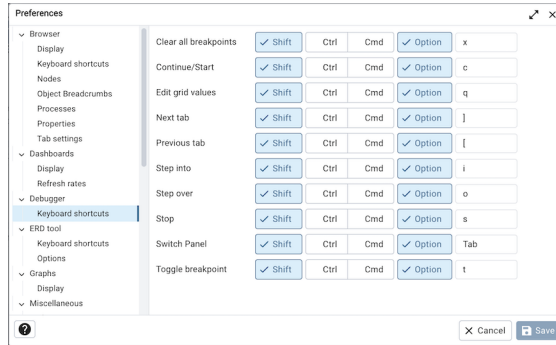 Preferences
Browser
Display
Keyboard shortcuts
Nodes
Object Breadcrumbs
Processes
Properties
Tab settings
Dashboards
Display
Refresh rates
Debugger
Keyboard shortcuts
ERD tool
Keyboard shortcuts
Options
Graphs
Display
Miscellaneous
Clear all breakpoints Shift Ctrl Cmd Option x
Continue/Start Shift Ctrl Cmd Option c
Edit grid values Shift Ctrl Cmd Option q
Next tab Shift Ctrl Cmd Option ]
Previous tab Shift Ctrl Cmd Option [
Step into Shift Ctrl Cmd Option i
Step over Shift Ctrl Cmd Option o
Stop Shift Ctrl Cmd Option s
Switch Panel Shift Ctrl Cmd Option Tab
Toggle breakpoint Shift Ctrl Cmd Option t
? Cancel Save